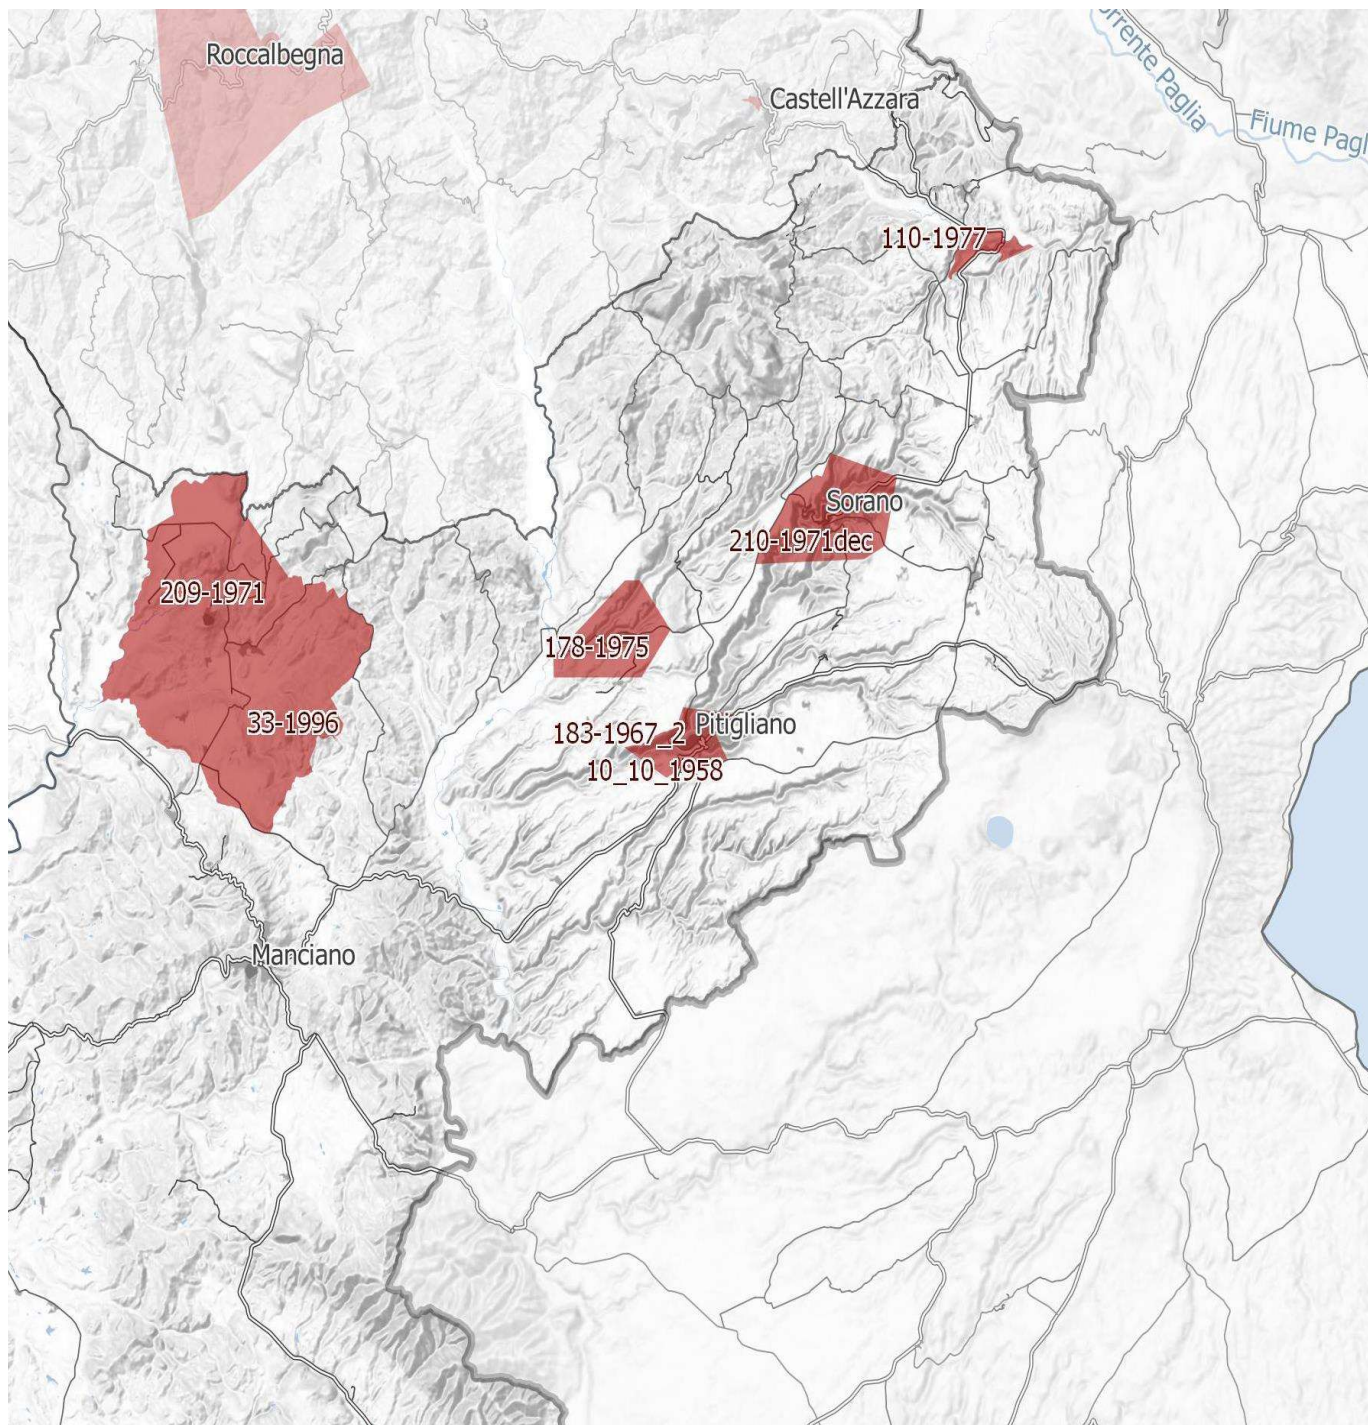 Roccalbegna
Castell'Azzara
Torrente Paglia
Fiume Pagl
110-1977
Sorano
210-1971dec
209-1971
178-1975
33-1996
Pitigliano
183-1967_2
10_10_1958
Manciano